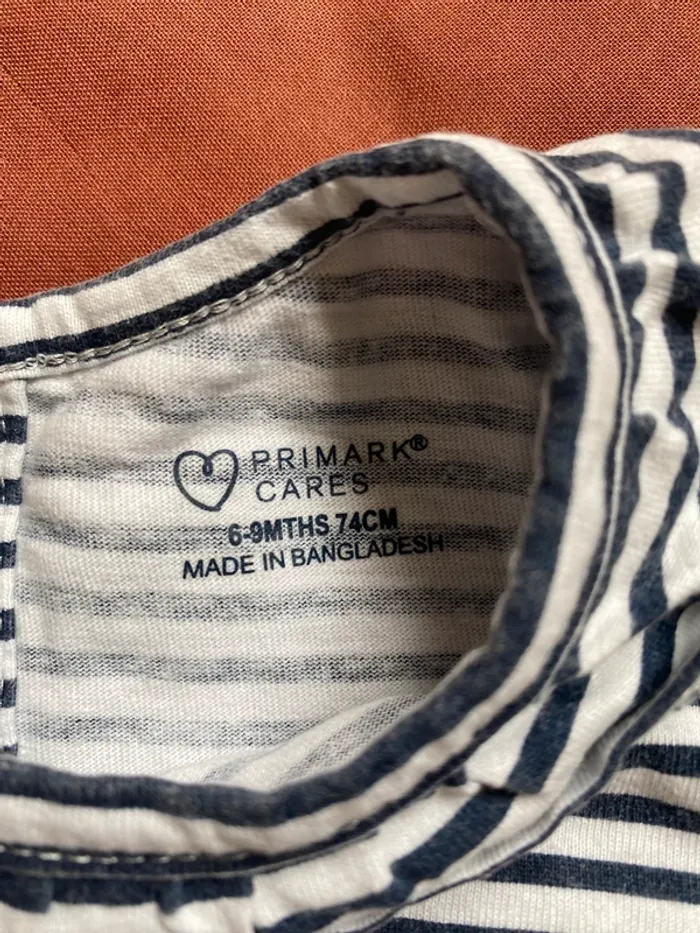 PRIMARK®
CARES
6-9MTHS 74CM
MADE IN BANGLADESH